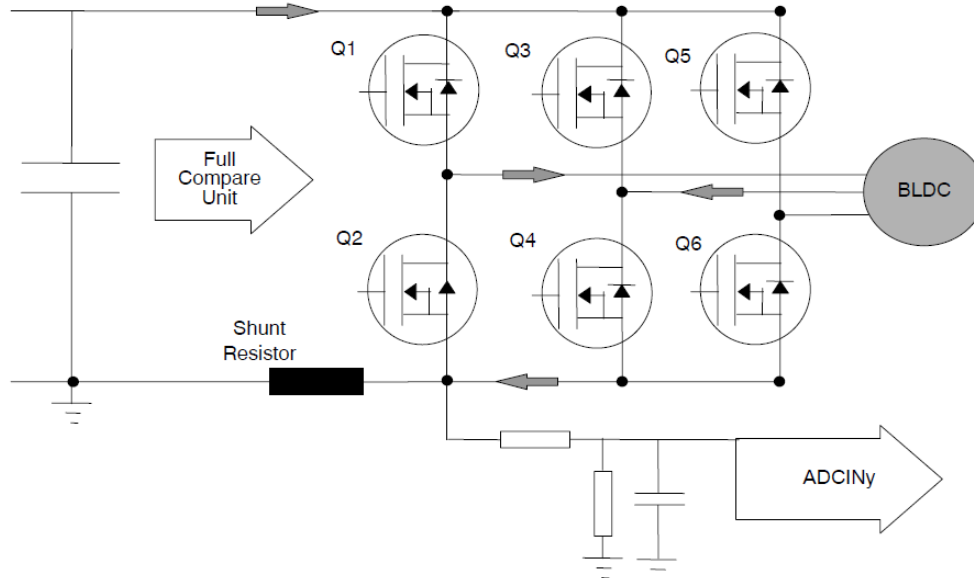 Q1
Q3
Q5
Full
Compare
Unit
BLDC
Q2
Q4
Q6
Shunt
Resistor
ADCINy